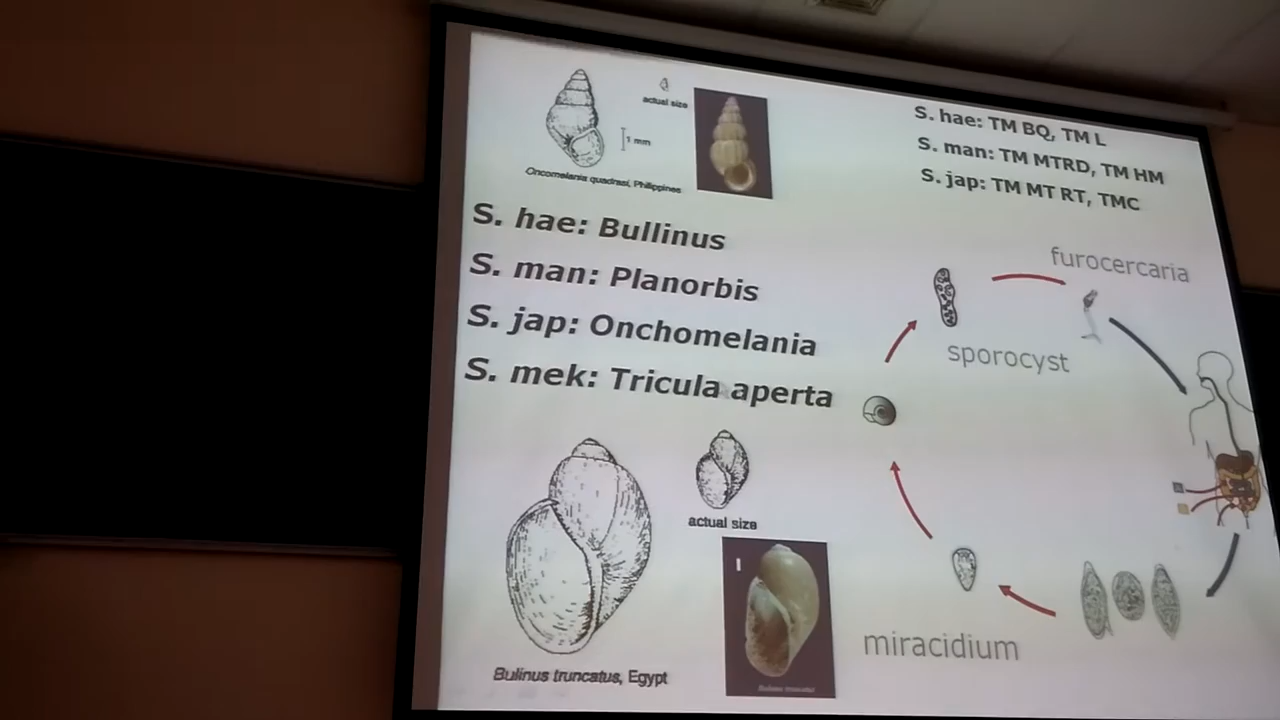 actual size
1 mm
Oncomelania quadrasi, Philippines
S. hae: TM BQ, TM L
S. man: TM MTRD, TM HM
S. jap: TM MT RT, TMC
S. hae: Bullinus
S. man: Planorbis
S. jap: Onchomelania
S. mek: Tricula aperta
furocercaria
sporocyst
miracidium
actual size
Bulinus truncatus, Egypt
Bulinus truncatus